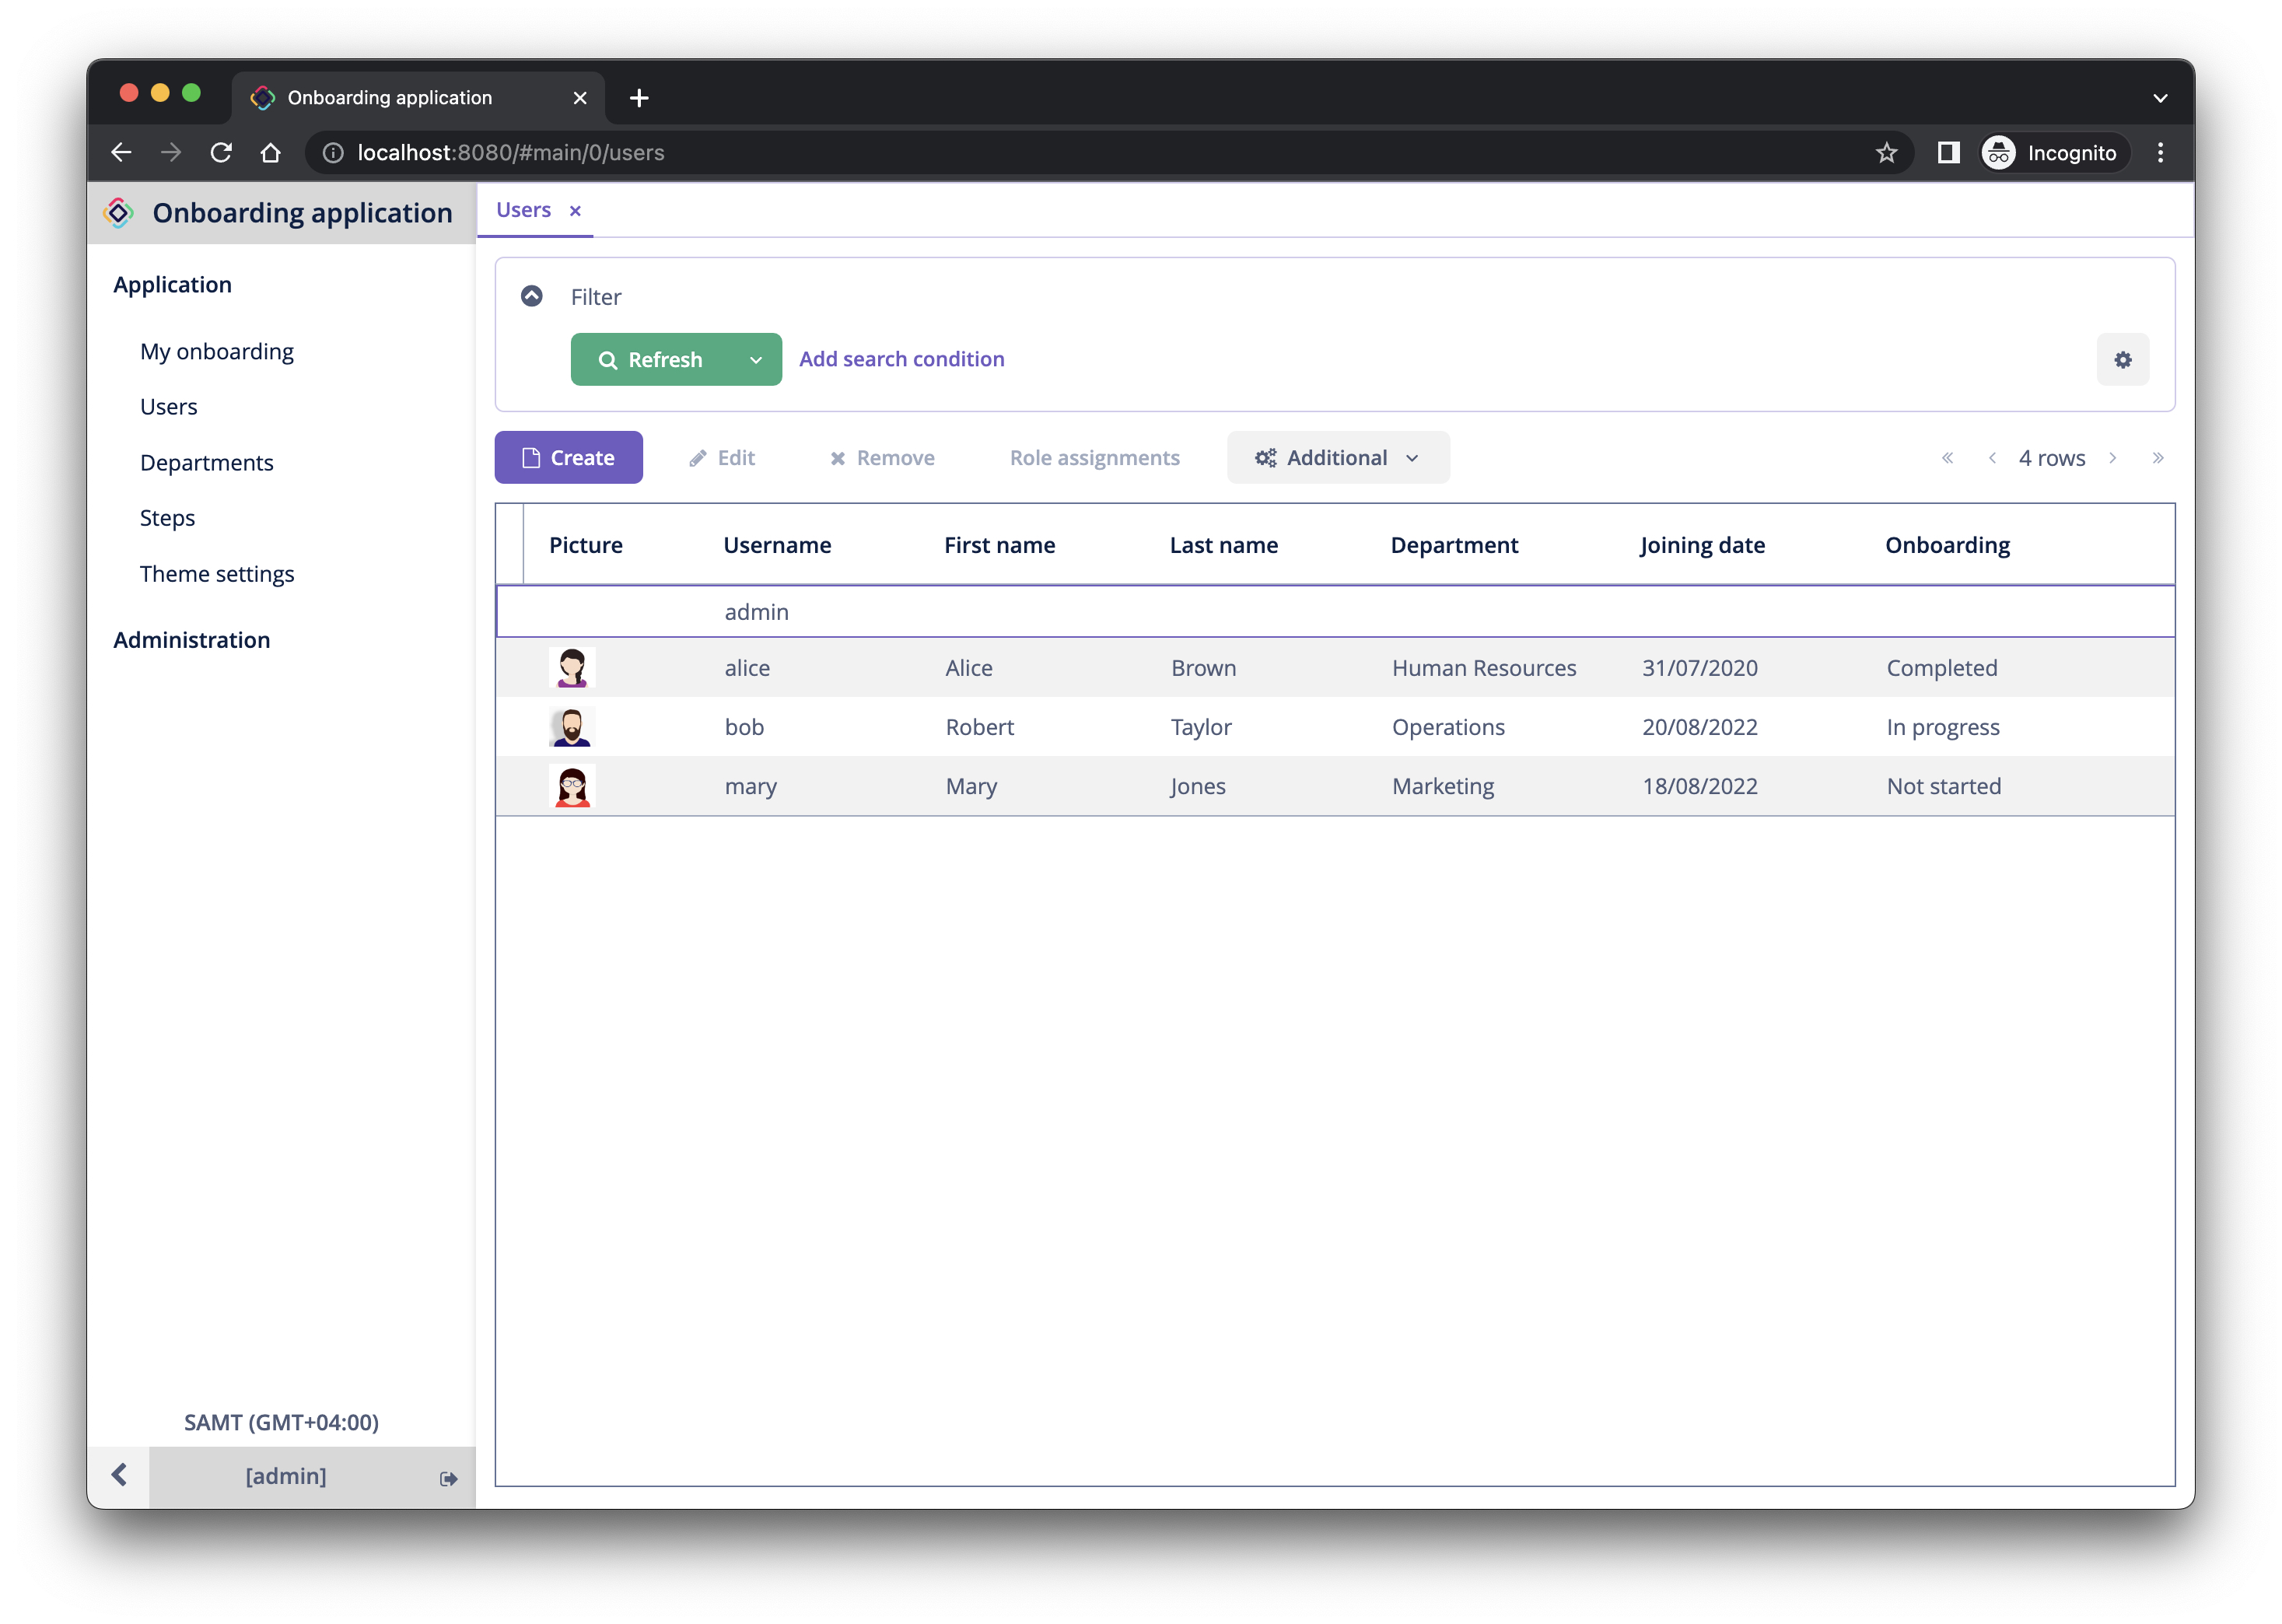 Onboarding application
localhost:8080/#main/0/users
Incognito
Onboarding application
Application
My onboarding
Users
Departments
Steps
Theme settings
Administration
SAMT (GMT+04:00)
[admin]
Users
Filter
Refresh Add search condition
Create Edit Remove Role assignments Additional 4 rows
Picture Username First name Last name Department Joining date Onboarding
admin
alice Alice Brown Human Resources 31/07/2020 Completed
bob Robert Taylor Operations 20/08/2022 In progress
mary Mary Jones Marketing 18/08/2022 Not started